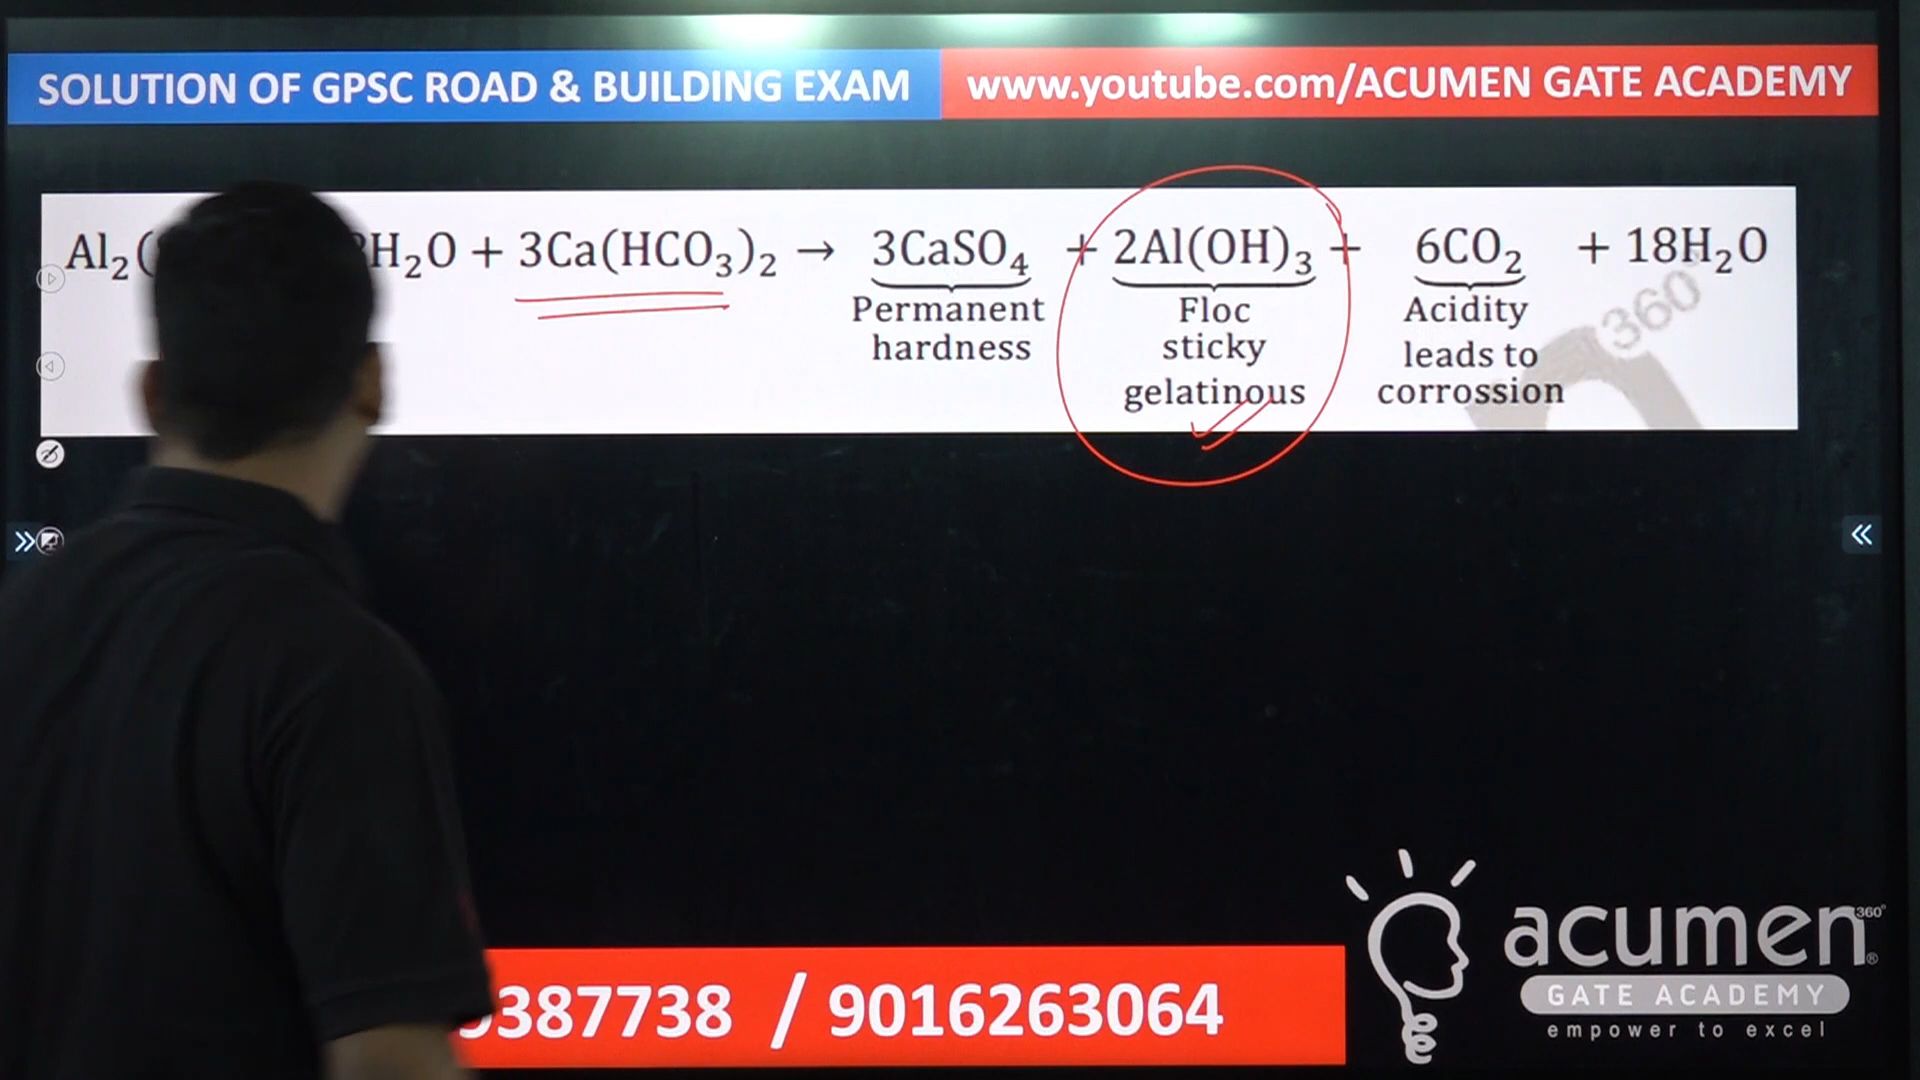 SOLUTION OF GPSC ROAD & BUILDING EXAM
www.youtube.com/ACUMEN GATE ACADEMY
Al₂( H₂O + 3Ca(HCO₃)₂ → 3CaSO₄ + 2Al(OH)₃ + 6CO₂ + 18H₂O
Permanent hardness
Floc sticky gelatinous
Acidity leads to corrossion
360°
387738 / 9016263064
acumen 360°®
GATE ACADEMY
empower to excel